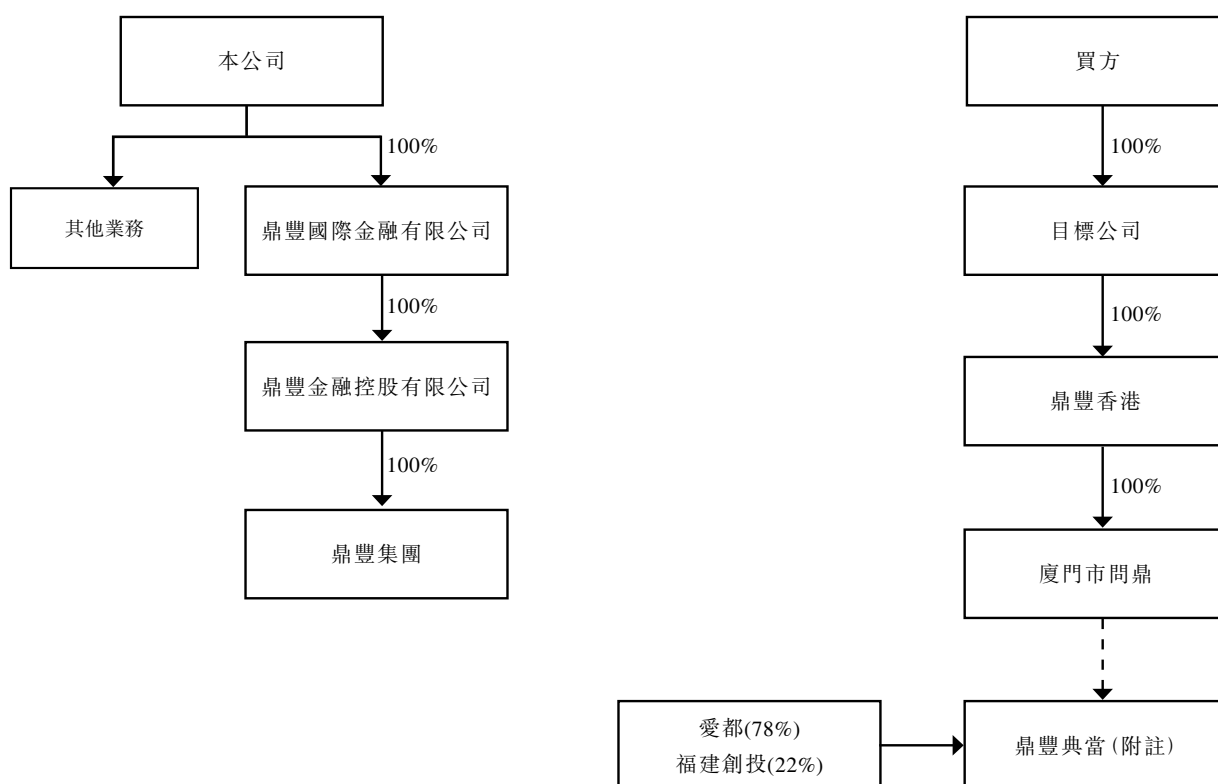 本公司
100%
其他業務
鼎豐國際金融有限公司
100%
鼎豐金融控股有限公司
100%
鼎豐集團
買方
100%
目標公司
100%
鼎豐香港
100%
廈門市問鼎
愛都(78%)
福建創投(22%)
鼎豐典當（附註）